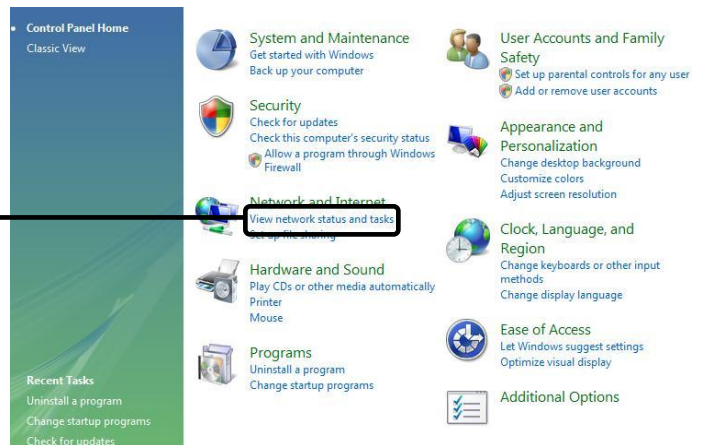 Control Panel Home
Classic View
Recent Tasks
Uninstall a program
Change startup programs
Check for updates
System and Maintenance
Get started with Windows
Back up your computer
Security
Check for updates
Check this computer's security status
Allow a program through Windows
Firewall
Network and Internet
View network status and tasks
Set up file sharing
Hardware and Sound
Play CDs or other media automatically
Printer
Mouse
Programs
Uninstall a program
Change startup programs
User Accounts and Family
Safety
Set up parental controls for any user
Add or remove user accounts
Appearance and
Personalization
Change desktop background
Customize colors
Adjust screen resolution
Clock, Language, and
Region
Change keyboards or other input
methods
Change display language
Ease of Access
Let Windows suggest settings
Optimize visual display
Additional Options